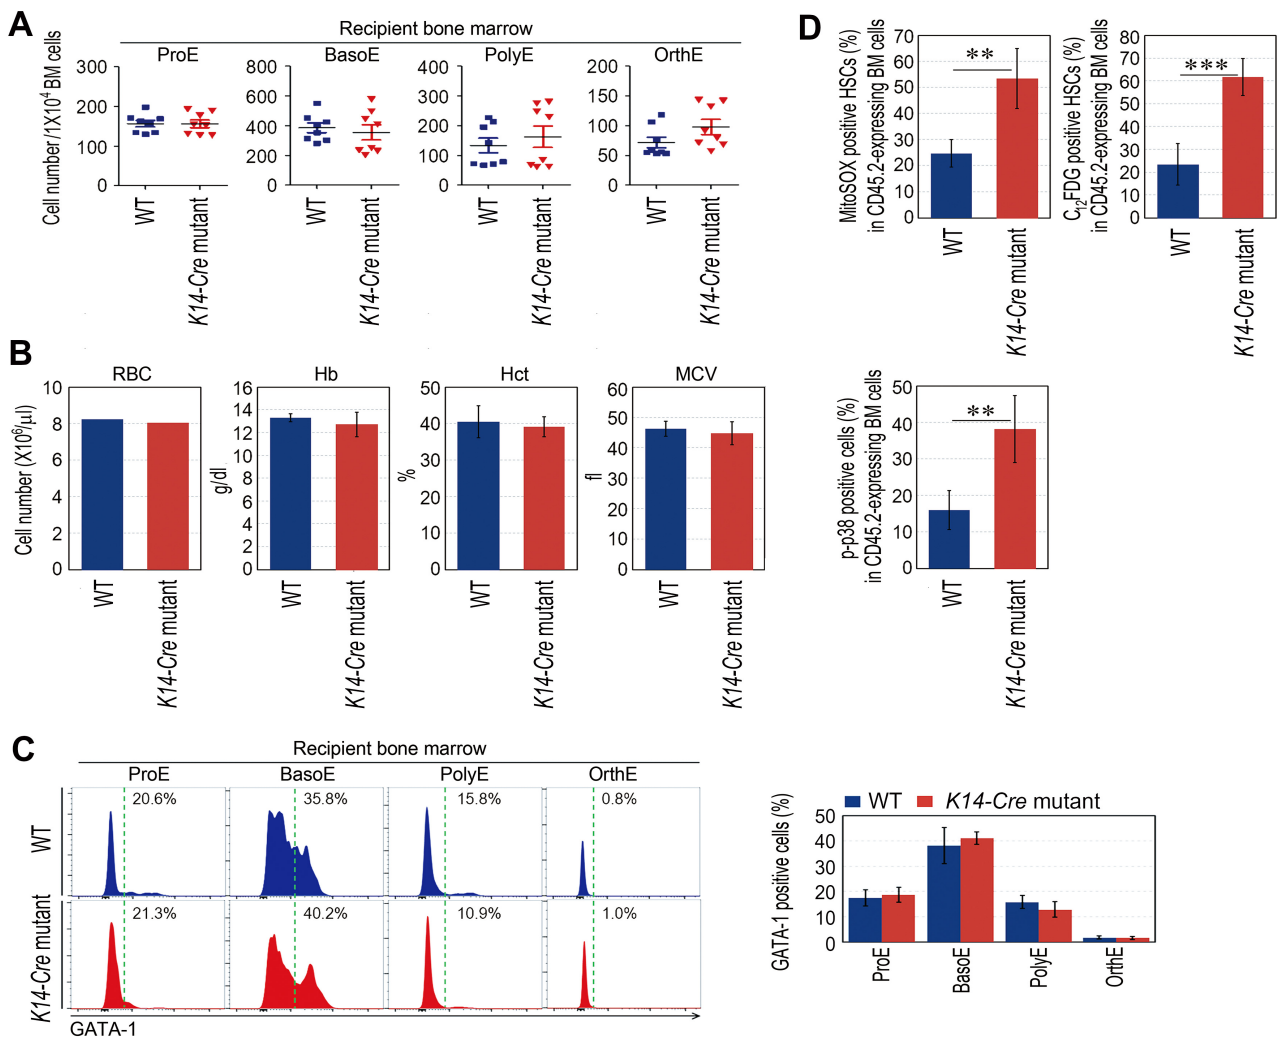 A
Recipient bone marrow
ProE BasoE PolyE OrthE
Cell number/1X10⁴ BM cells
300 200 100 0
800 600 400 200 0
400 300 200 100 0
200 150 100 50 0
WT K14-Cre mutant
WT K14-Cre mutant
WT K14-Cre mutant
WT K14-Cre mutant
B
RBC Hb Hct MCV
Cell number (X10⁶/µl)
10 8 6 4 2 0
g/dl
16 14 12 10 8 6 4 2 0
%
50 40 30 20 10 0
fl
60 50 40 30 20 10 0
WT K14-Cre mutant
WT K14-Cre mutant
WT K14-Cre mutant
WT K14-Cre mutant
C
Recipient bone marrow
ProE BasoE PolyE OrthE
WT
20.6% 35.8% 15.8% 0.8%
K14-Cre mutant
21.3% 40.2% 10.9% 1.0%
GATA-1
WT K14-Cre mutant
GATA-1 positive cells (%)
50 40 30 20 10 0
ProE BasoE PolyE OrthE
D
MitoSOX positive HSCs (%)
in CD45.2-expressing BM cells
70 60 50 40 30 20 10 0
**
WT K14-Cre mutant
C₁₂FDG positive HSCs (%)
in CD45.2-expressing BM cells
80 70 60 50 40 30 20 10 0
***
WT K14-Cre mutant
p-p38 positive cells (%)
in CD45.2-expressing BM cells
50 40 30 20 10 0
**
WT K14-Cre mutant